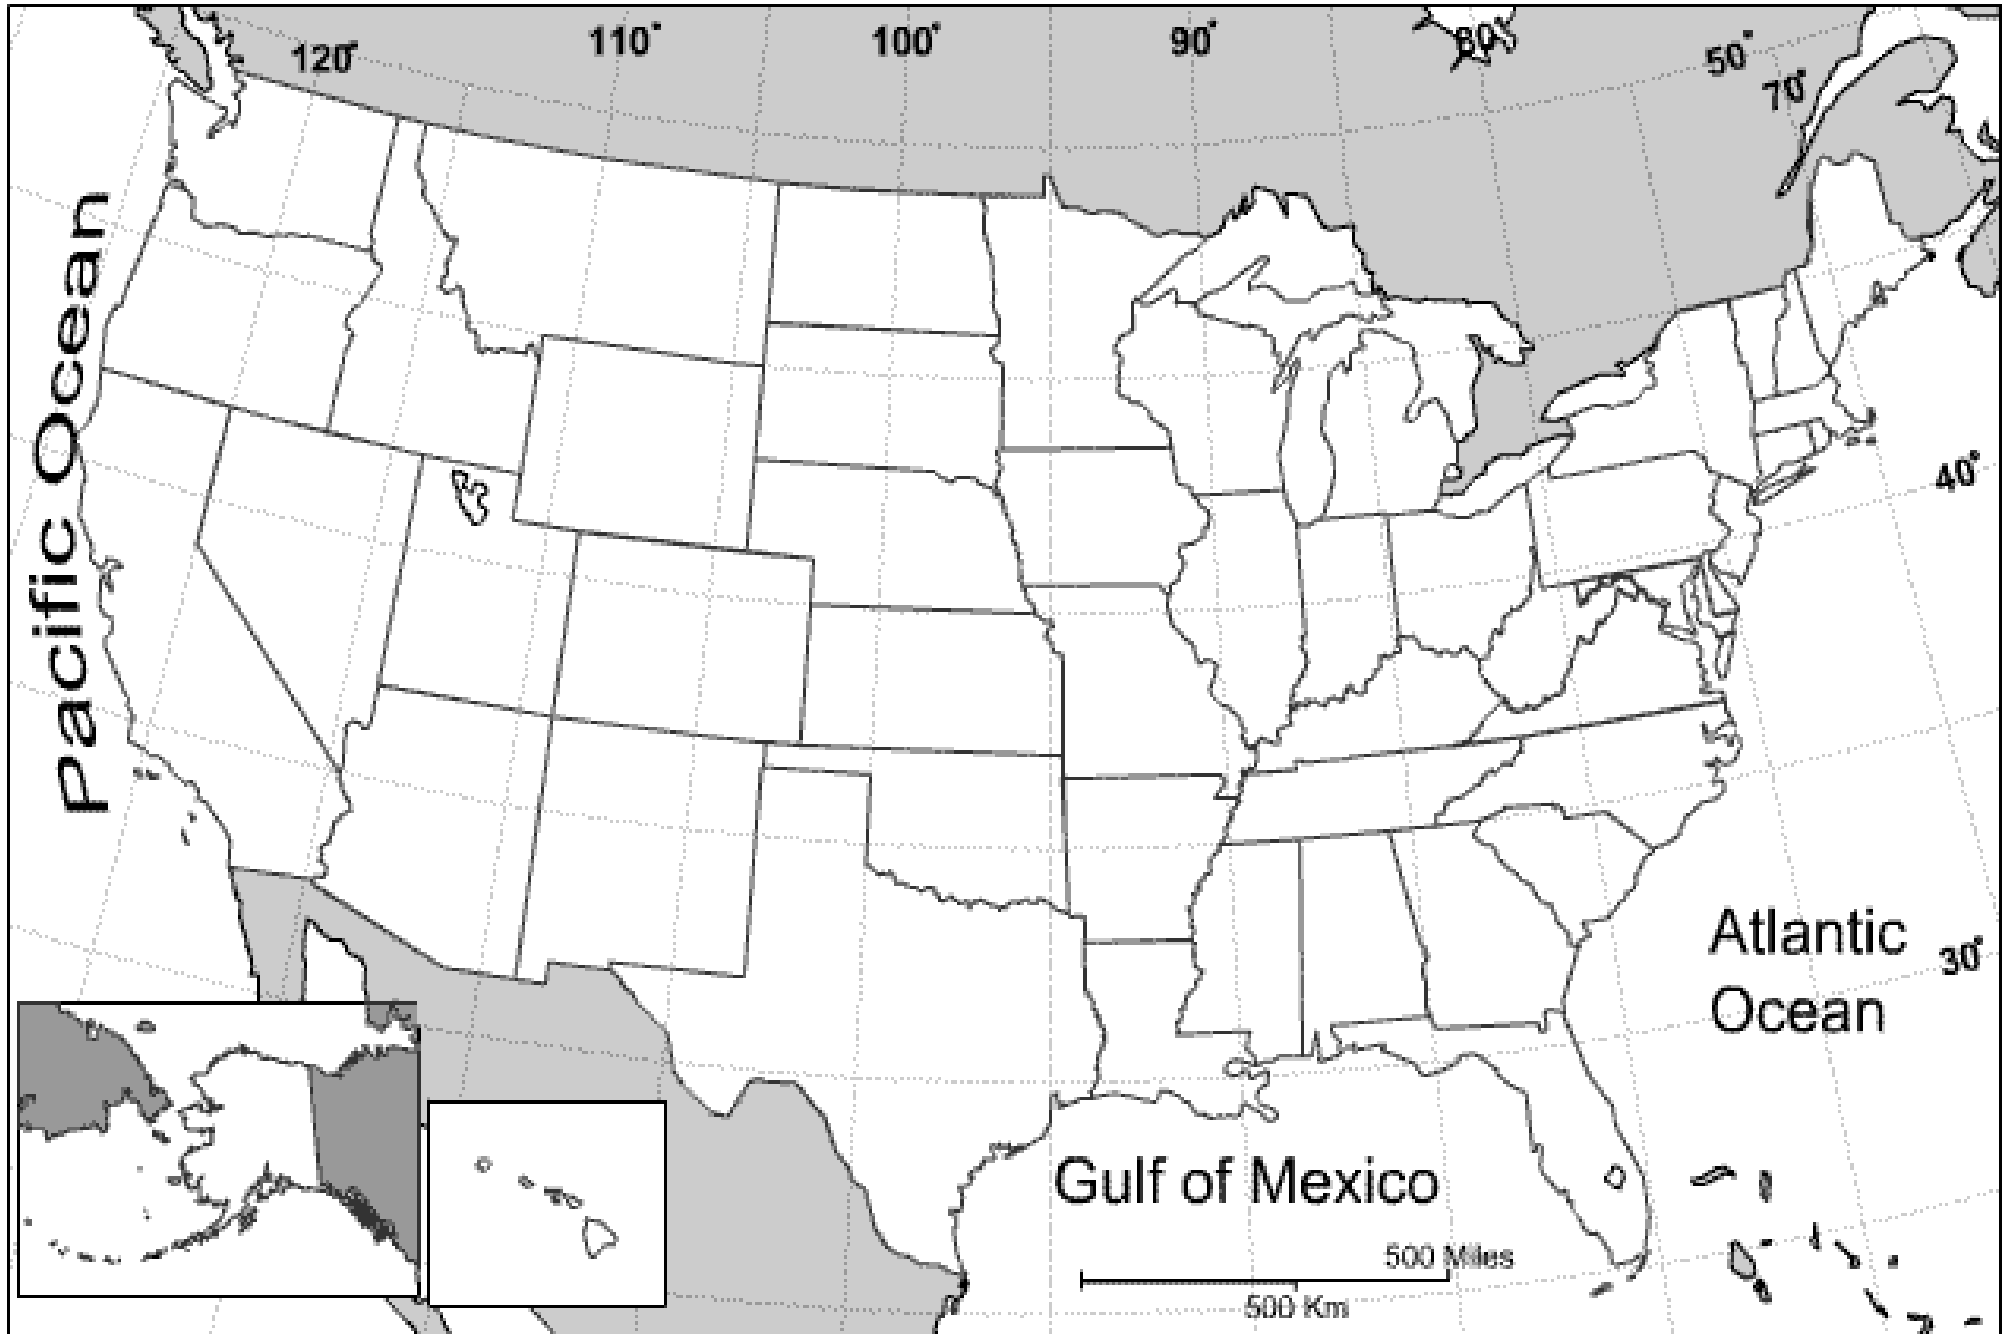 120°
110°
100°
90°
80°
50°
70°
Pacific Ocean
40°
Atlantic
Ocean
30°
Gulf of Mexico
500 Miles
500 Km